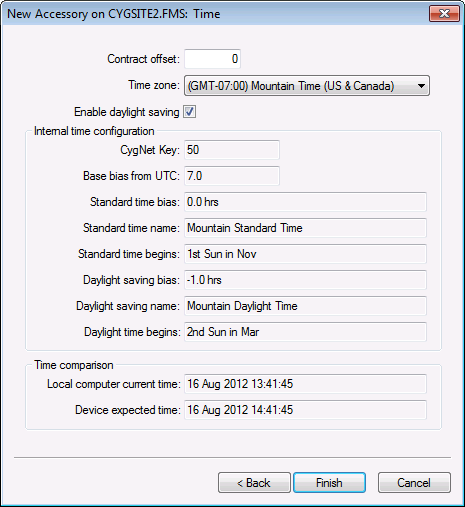 New Accessory on CYGSITE2.FMS: Time
Contract offset: 0
Time zone: (GMT-07:00) Mountain Time (US & Canada)
Enable daylight saving
Internal time configuration
CygNet Key: 50
Base bias from UTC: 7.0
Standard time bias: 0.0 hrs
Standard time name: Mountain Standard Time
Standard time begins: 1st Sun in Nov
Daylight saving bias: -1.0 hrs
Daylight saving name: Mountain Daylight Time
Daylight time begins: 2nd Sun in Mar
Time comparison
Local computer current time: 16 Aug 2012 13:41:45
Device expected time: 16 Aug 2012 14:41:45
< Back Finish Cancel